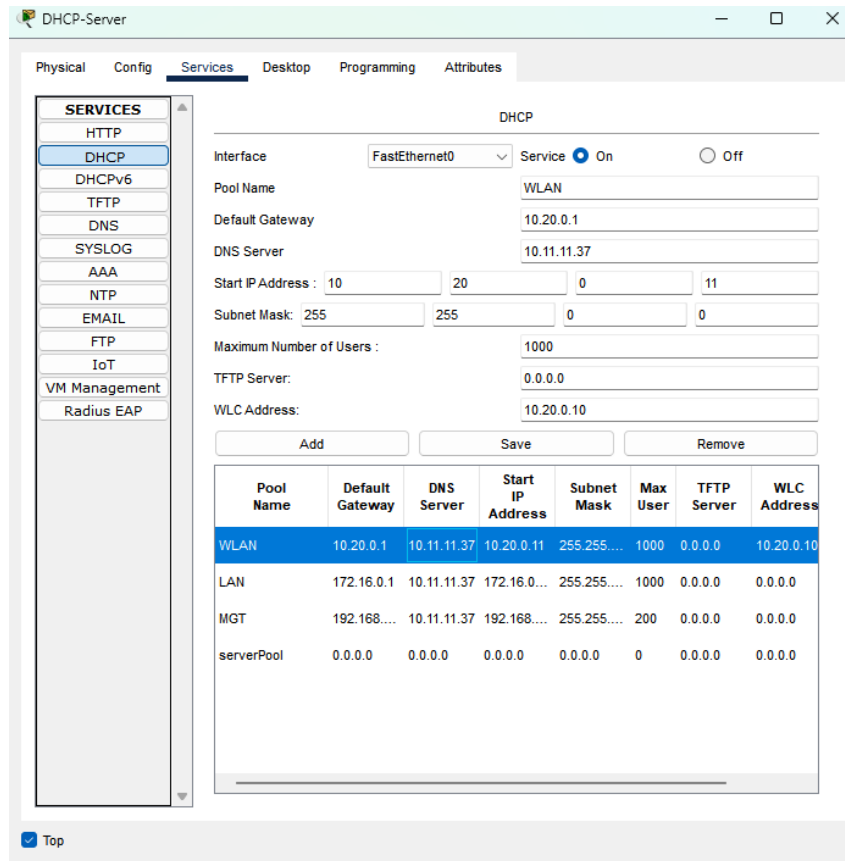 DHCP-Server
Physical Config Services Desktop Programming Attributes
SERVICES
HTTP
DHCP
DHCPv6
TFTP
DNS
SYSLOG
AAA
NTP
EMAIL
FTP
IoT
VM Management
Radius EAP
DHCP
Interface FastEthernet0 Service On Off
Pool Name WLAN
Default Gateway 10.20.0.1
DNS Server 10.11.11.37
Start IP Address : 10 20 0 11
Subnet Mask: 255 255 0 0
Maximum Number of Users : 1000
TFTP Server: 0.0.0.0
WLC Address: 10.20.0.10
Add Save Remove
Pool Name Default Gateway DNS Server Start IP Address Subnet Mask Max User TFTP Server WLC Address
WLAN 10.20.0.1 10.11.11.37 10.20.0.11 255.255.... 1000 0.0.0.0 10.20.0.10
LAN 172.16.0.1 10.11.11.37 172.16.0... 255.255.... 1000 0.0.0.0 0.0.0.0
MGT 192.168.... 10.11.11.37 192.168.... 255.255.... 200 0.0.0.0 0.0.0.0
serverPool 0.0.0.0 0.0.0.0 0.0.0.0 0.0.0.0 0 0.0.0.0 0.0.0.0
Top